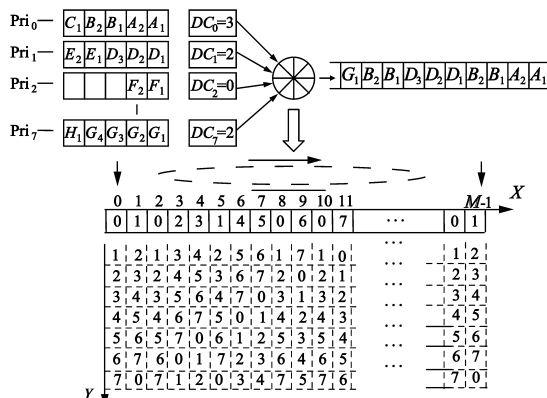 Pri₀ C₁ B₂ B₁ A₂ A₁ DC₀=3
Pri₁ E₂ E₁ D₃ D₂ D₁ DC₁=2
Pri₂ F₂ F₁ DC₂=0
Pri₇ H₁ G₄ G₃ G₂ G₁ DC₇=2
G₁ B₂ B₁ D₃ D₂ D₁ B₂ B₁ A₂ A₁
0 1 2 3 4 5 6 7 8 9 10 11 M-1 X
0 1 0 2 3 1 4 5 0 6 0 7 ... 0 1
...
1 2 1 3 4 2 5 6 1 7 1 0 ... 1 2
2 3 2 4 5 3 6 7 2 0 2 1 ... 2 3
3 4 3 5 6 4 7 0 3 1 3 2 ... 3 4
4 5 4 6 7 5 0 1 4 2 4 3 ... 4 5
5 6 5 7 0 6 1 2 5 3 5 4 ... 5 6
6 7 6 0 1 7 2 3 6 4 6 5 ... 6 7
7 0 7 1 2 0 3 4 7 5 7 6 7 0
Y